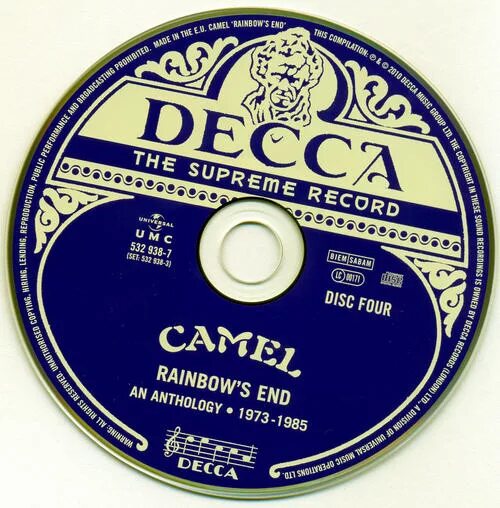 WARNING. ALL RIGHTS RESERVED. UNAUTHORISED COPYING, HIRING, LENDING, REPRODUCTION, PUBLIC PERFORMANCE AND BROADCASTING PROHIBITED. MADE IN THE E.U. CAMEL 'RAINBOW'S END'
THIS COMPILATION: ℗ & © 2010 DECCA MUSIC GROUP LTD. THE COPYRIGHT IN THESE SOUND RECORDINGS IS OWNED BY DECCA RECORDS (LONDON) LTD., A DIVISION OF UNIVERSAL MUSIC OPERATIONS LTD.
DECCA
THE SUPREME RECORD
UNIVERSAL
UMC
532 938-7
(SET: 532 938-3)
BIEM SABAM
LC 00171
DISC FOUR
CAMEL
RAINBOW'S END
AN ANTHOLOGY • 1973-1985
DECCA